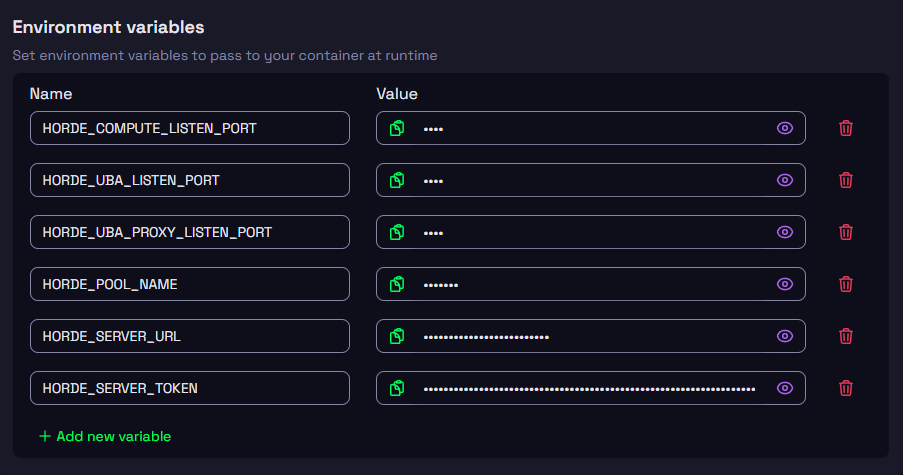 Environment variables
Set environment variables to pass to your container at runtime
Name Value
HORDE_COMPUTE_LISTEN_PORT ••••
HORDE_UBA_LISTEN_PORT ••••
HORDE_UBA_PROXY_LISTEN_PORT ••••
HORDE_POOL_NAME •••••••
HORDE_SERVER_URL •••••••••••••••••••••••••
HORDE_SERVER_TOKEN ••••••••••••••••••••••••••••••••••••••••••••••••••••••••••••••••••
+ Add new variable